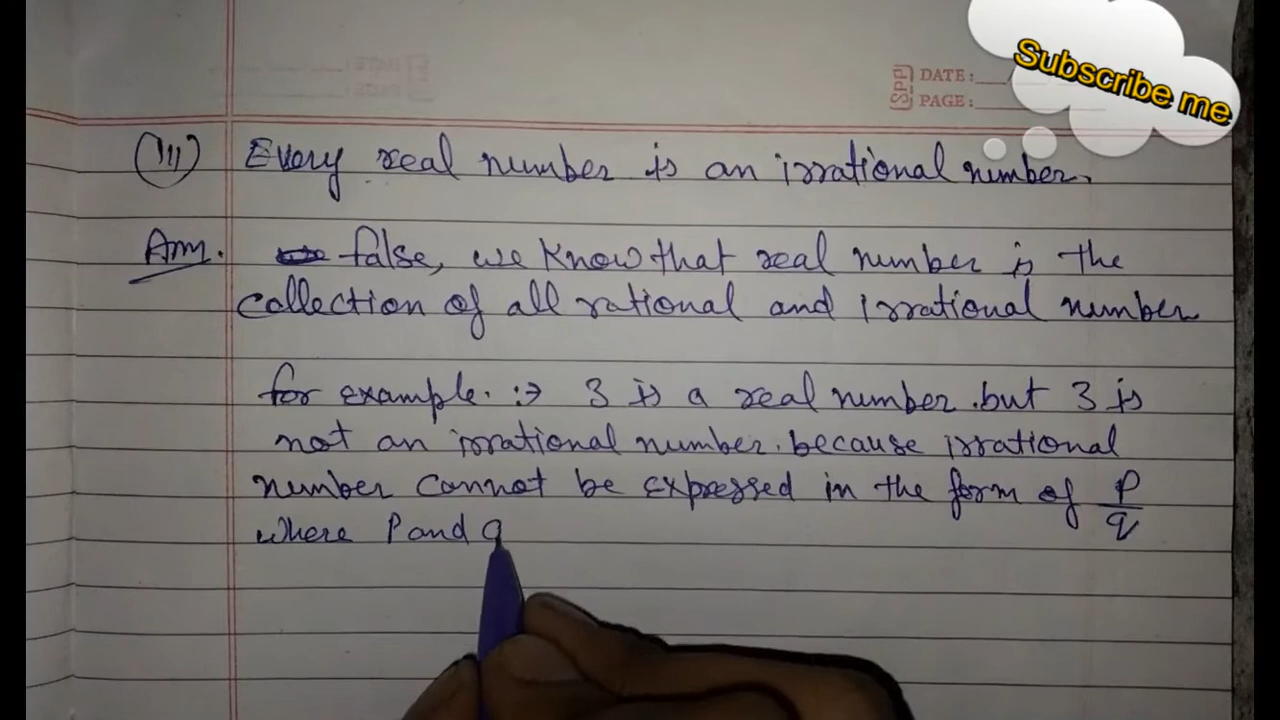 SPP
DATE:
PAGE:
Subscribe me
(iii) Every real number is an irrational number.
Ans. false, we know that real number is the
collection of all rational and irrational number
for example. :→ 3 is a real number. but 3 is
not an irrational number. because irrational
number cannot be expressed in the form of P/q
where P and q